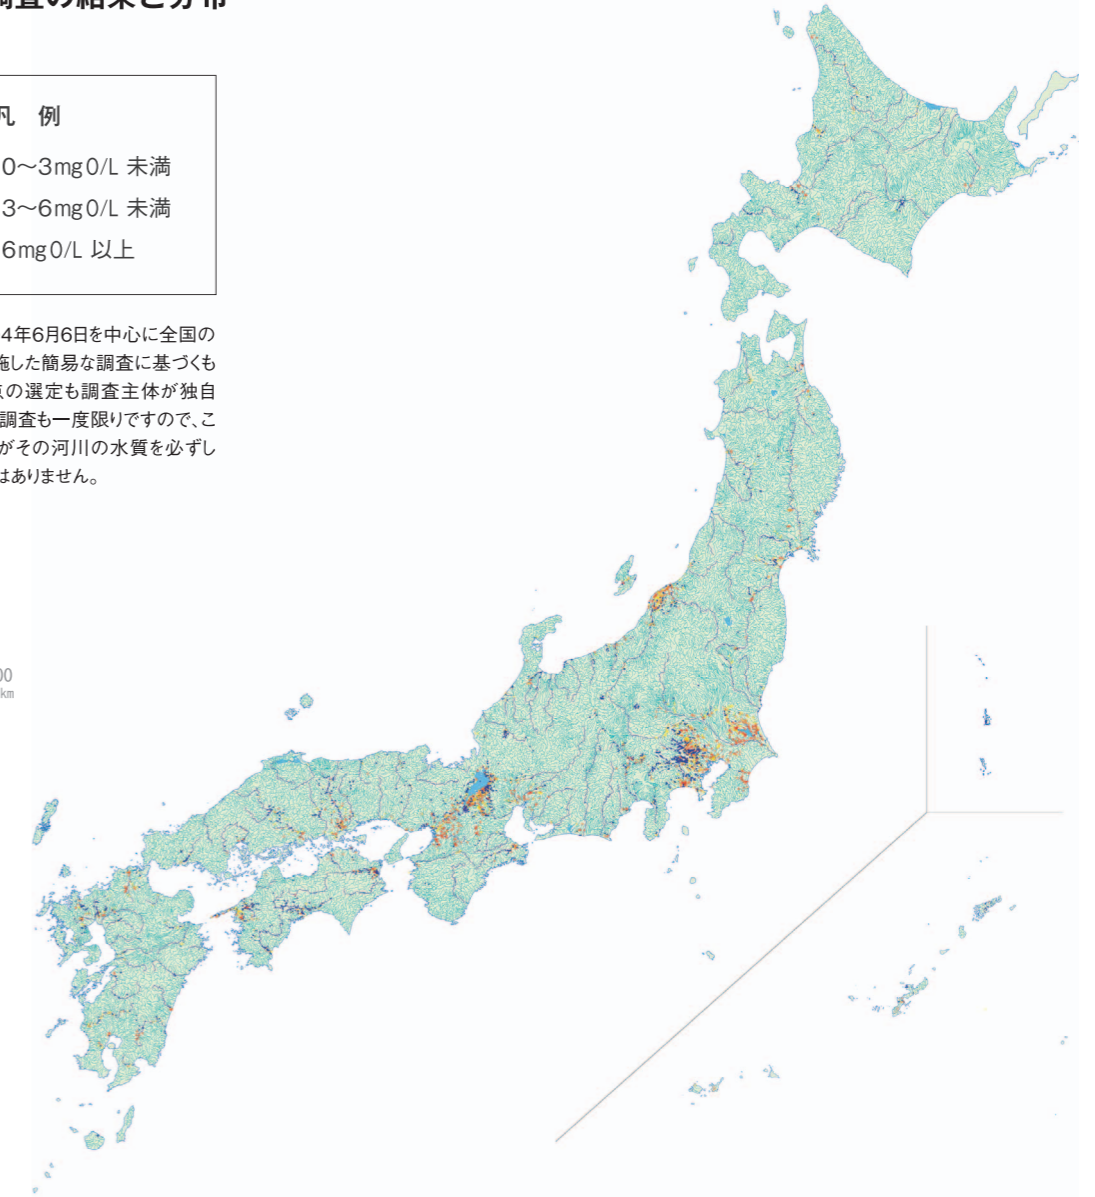 調査の結果と分布
凡 例
0～3mgO/L 未満
3～6mgO/L 未満
6mgO/L 以上
4年6月6日を中心に全国の
施した簡易な調査に基づくも
点の選定も調査主体が独自
調査も一度限りですので、こ
がその河川の水質を必ずし
はありません。
00
km